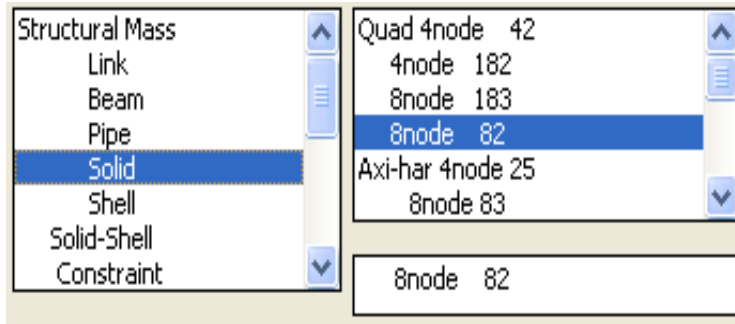 Structural Mass
Link
Beam
Pipe
Solid
Shell
Solid-Shell
Constraint
Quad 4node 42
4node 182
8node 183
8node 82
Axi-har 4node 25
8node 83
8node 82